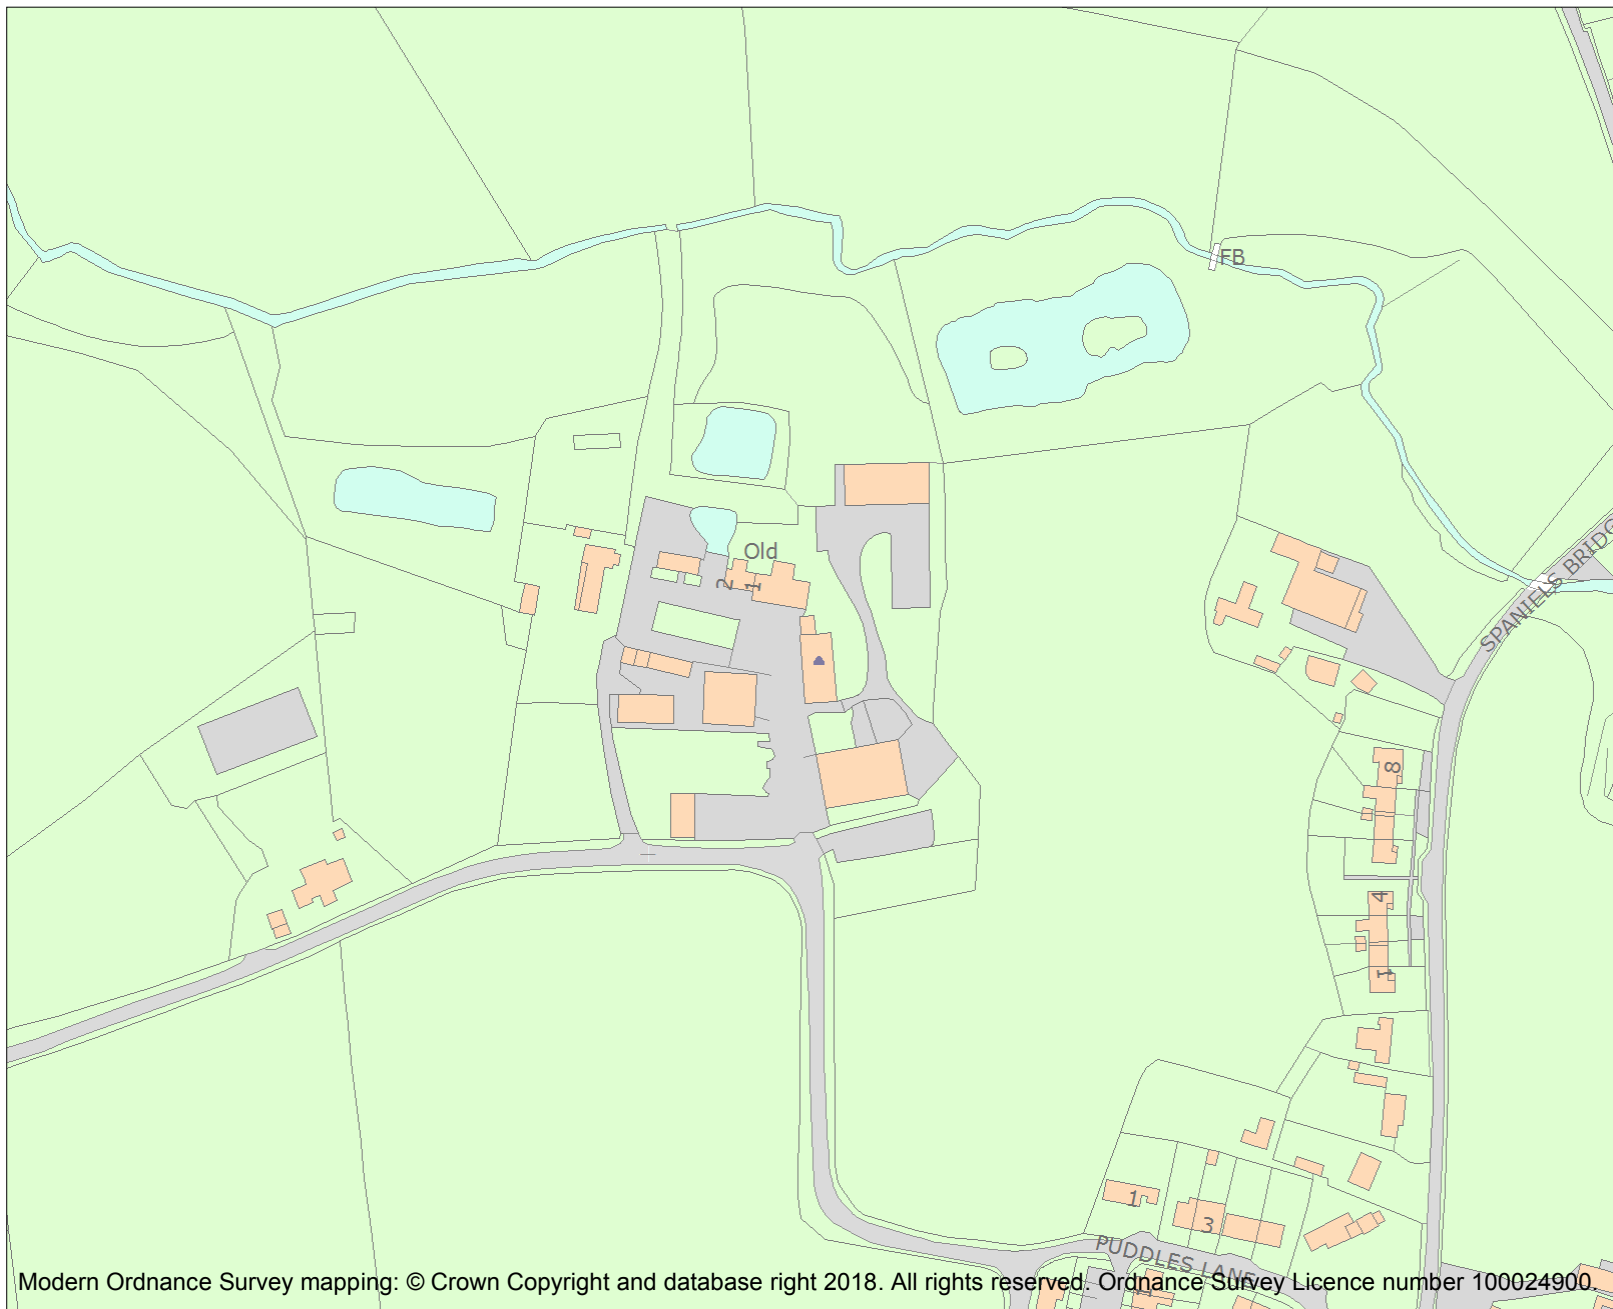 FB
Old
2
1
SPANIELS BRIDG
8
4
1
1
3
PUDDLES LANE
Modern Ordnance Survey mapping: © Crown Copyright and database right 2018. All rights reserved. Ordnance Survey Licence number 100024900.